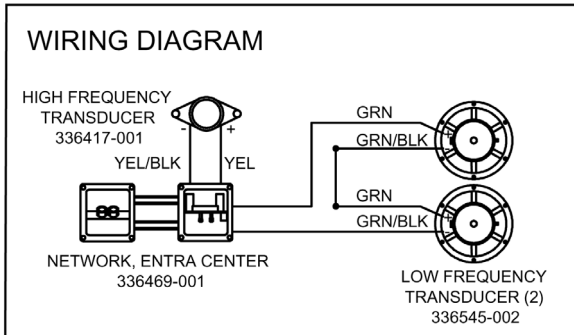 WIRING DIAGRAM
HIGH FREQUENCY
TRANSDUCER
336417-001
- +
YEL/BLK YEL
GRN
GRN/BLK
GRN
GRN/BLK
NETWORK, ENTRA CENTER
336469-001
LOW FREQUENCY
TRANSDUCER (2)
336545-002